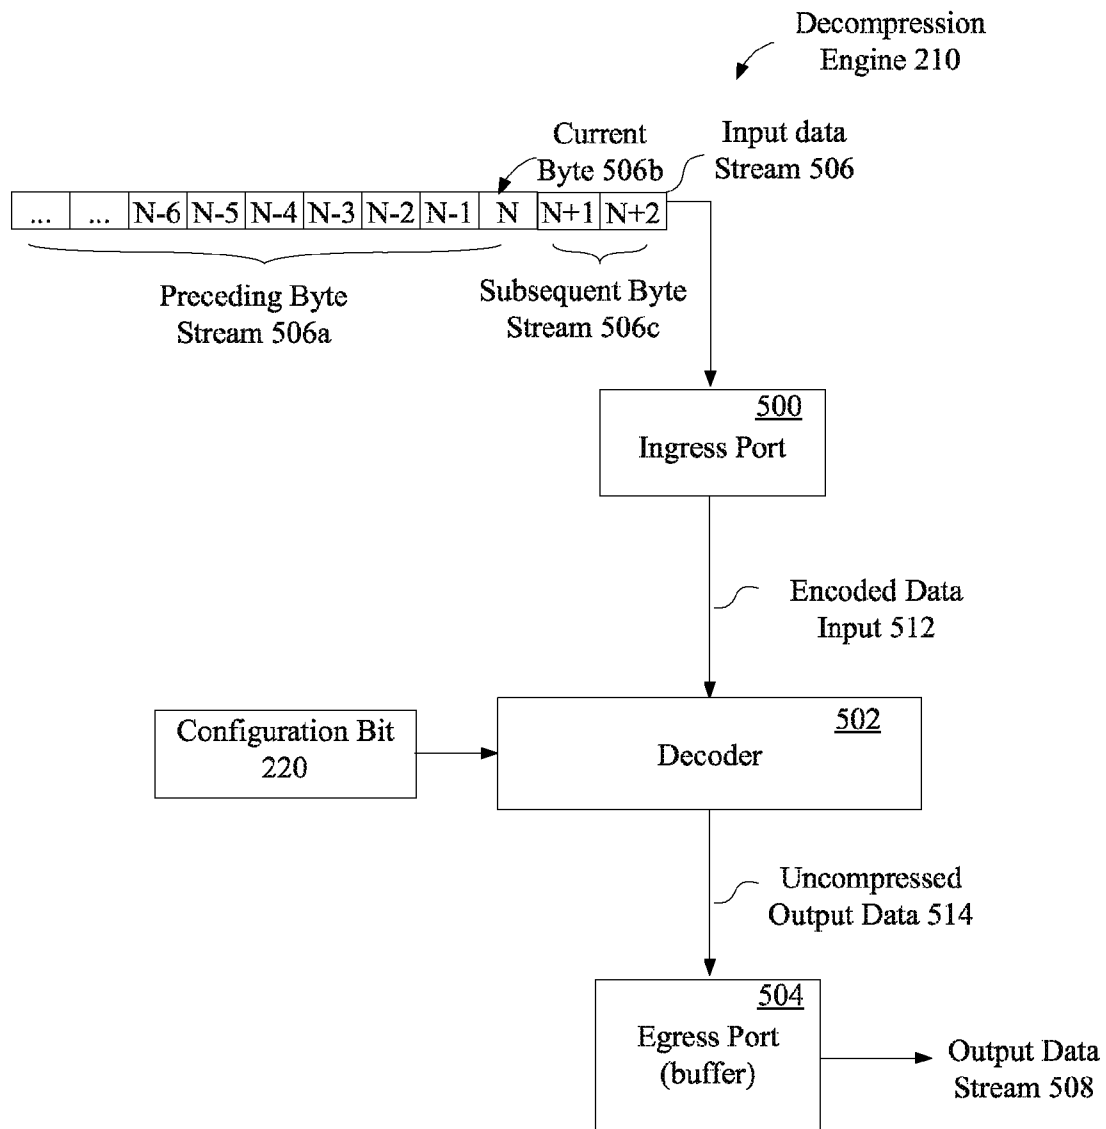 Decompression
Engine 210
Current
Byte 506b
Input data
Stream 506
... ... N-6 N-5 N-4 N-3 N-2 N-1 N N+1 N+2
Preceding Byte
Stream 506a
Subsequent Byte
Stream 506c
500
Ingress Port
Encoded Data
Input 512
Configuration Bit
220
502
Decoder
Uncompressed
Output Data 514
504
Egress Port
(buffer)
Output Data
Stream 508